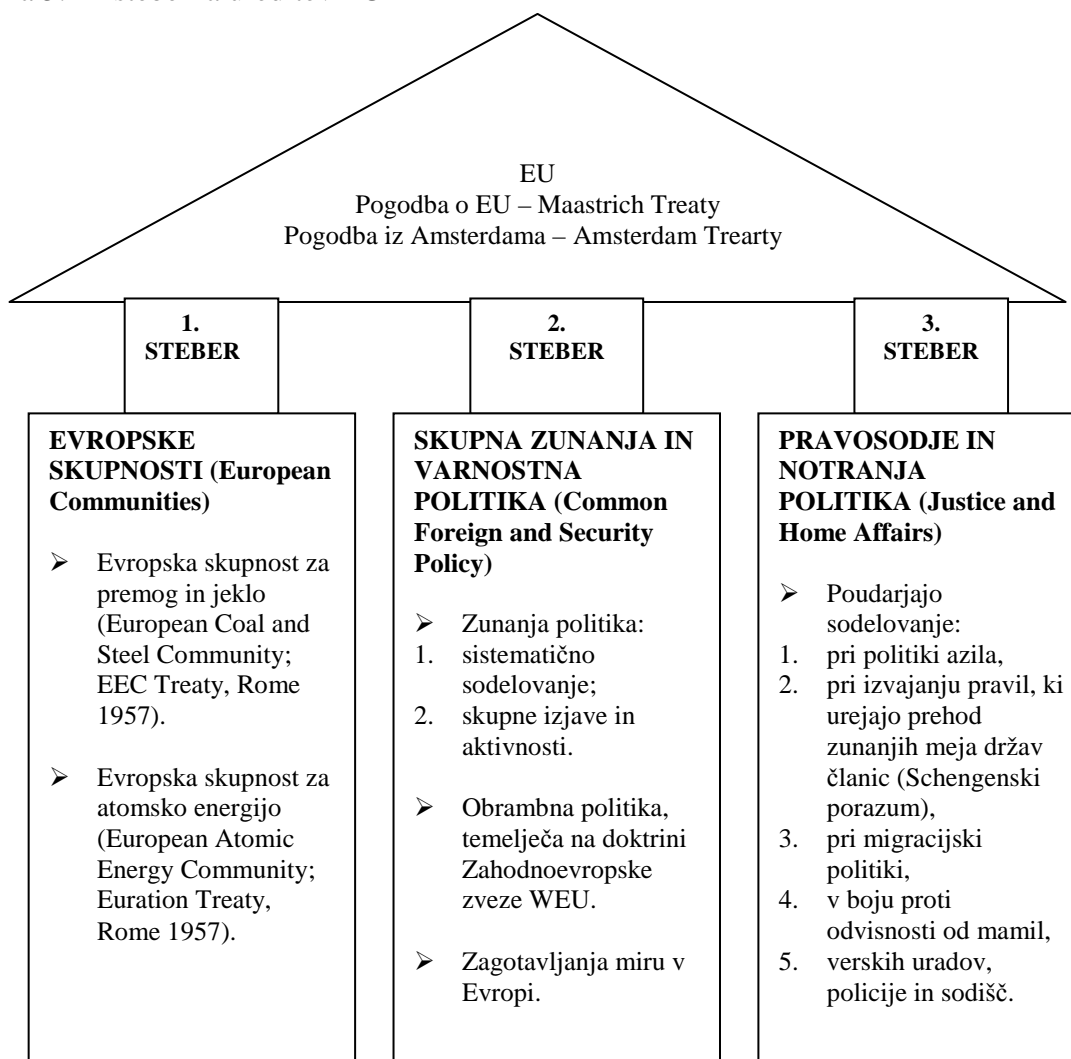 EU
Pogodba o EU – Maastrich Treaty
Pogodba iz Amsterdama – Amsterdam Trearty
1.
STEBER
2.
STEBER
3.
STEBER
EVROPSKE
SKUPNOSTI (European
Communities)
➢ Evropska skupnost za
premog in jeklo
(European Coal and
Steel Community;
EEC Treaty, Rome
1957).
➢ Evropska skupnost za
atomsko energijo
(European Atomic
Energy Community;
Euration Treaty,
Rome 1957).
SKUPNA ZUNANJA IN
VARNOSTNA
POLITIKA (Common
Foreign and Security
Policy)
➢ Zunanja politika:
1. sistematično
sodelovanje;
2. skupne izjave in
aktivnosti.
➢ Obrambna politika,
temelječa na doktrini
Zahodnoevropske
zveze WEU.
➢ Zagotavljanja miru v
Evropi.
PRAVOSODJE IN
NOTRANJA
POLITIKA (Justice and
Home Affairs)
➢ Poudarjajo
sodelovanje:
1. pri politiki azila,
2. pri izvajanju pravil, ki
urejajo prehod
zunanjih meja držav
članic (Schengenski
porazum),
3. pri migracijski
politiki,
4. v boju proti
odvisnosti od mamil,
5. verskih uradov,
policije in sodišč.